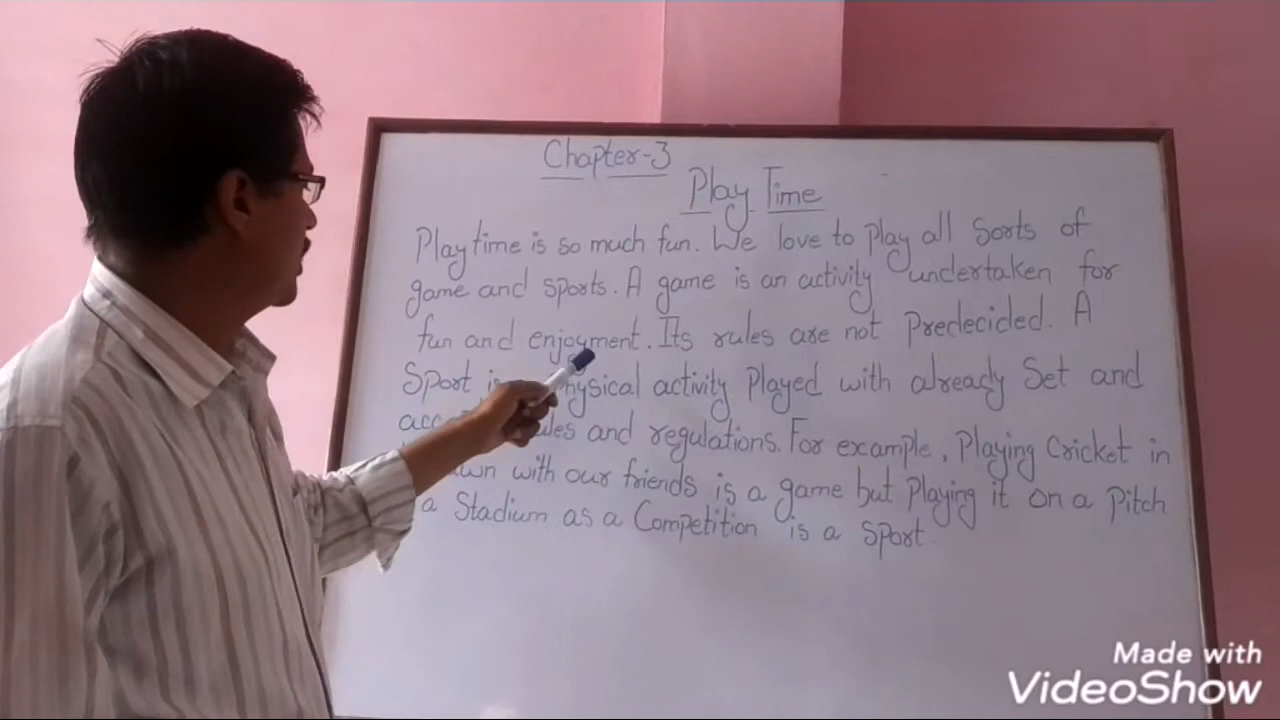 Chapter-3
Play Time
Playtime is so much fun. We love to play all Sorts of
game and sports. A game is an activity undertaken for
fun and enjoyment. Its rules are not Predecided. A
Sport physical activity Played with already Set and
and regulations. For example, Playing Cricket in
with our friends is a game but Playing it on a Pitch
a Stadium as a Competition is a Sport.
Made with
VideoShow